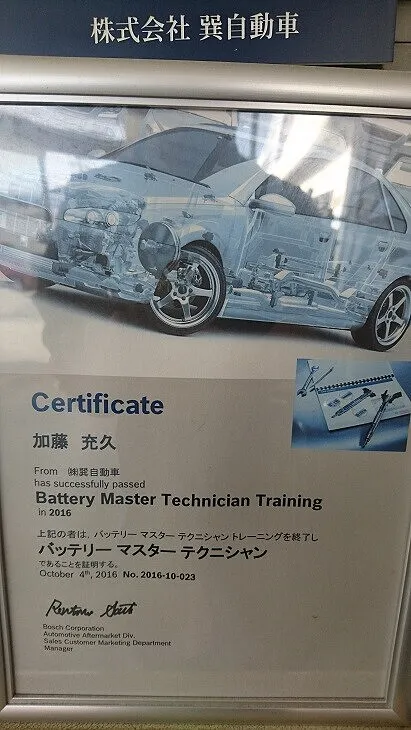 株式会社 巽自動車
Certificate
加藤 充久
From ㈱巽自動車
has successfully passed
Battery Master Technician Training
in 2016
上記の者は、バッテリー マスター テクニシャントレーニングを終了し
バッテリー マスター テクニシャン
であることを証明する。
October 4th, 2016 No. 2016-10-023
Bosch Corporation
Automotive Aftermarket Div.
Sales Customer Marketing Department
Manager